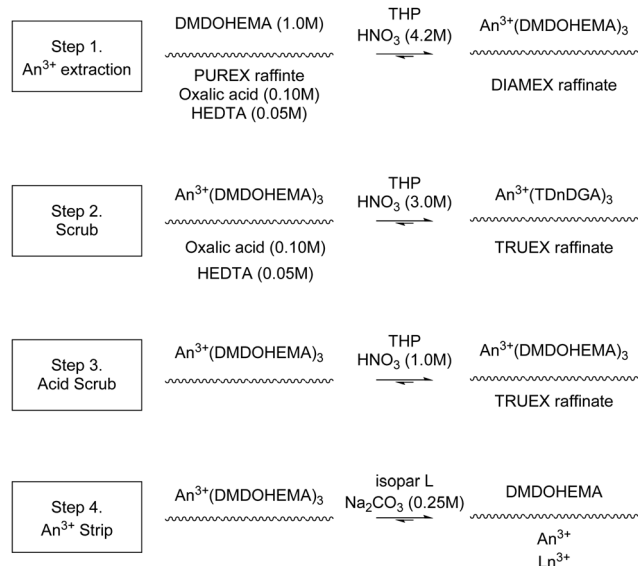 Step 1.
An³⁺ extraction
DMDOHEMA (1.0M)
PUREX raffinte
Oxalic acid (0.10M)
HEDTA (0.05M)
THP
HNO₃ (4.2M)
An³⁺(DMDOHEMA)₃
DIAMEX raffinate
Step 2.
Scrub
An³⁺(DMDOHEMA)₃
Oxalic acid (0.10M)
HEDTA (0.05M)
THP
HNO₃ (3.0M)
An³⁺(TDnDGA)₃
TRUEX raffinate
Step 3.
Acid Scrub
An³⁺(DMDOHEMA)₃
THP
HNO₃ (1.0M)
An³⁺(DMDOHEMA)₃
TRUEX raffinate
Step 4.
An³⁺ Strip
An³⁺(DMDOHEMA)₃
isopar L
Na₂CO₃ (0.25M)
DMDOHEMA
An³⁺
Ln³⁺